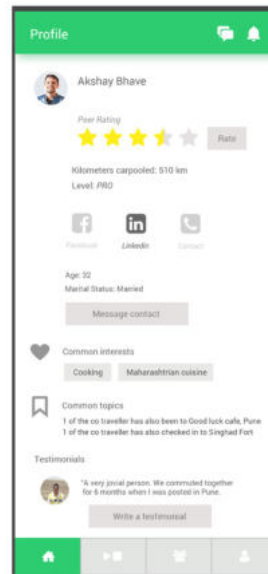 Profile
Akshay Bhave
Peer Rating
Rate
Kilometers carpooled: 510 km
Level: PRO
Facebook
Linkedin
Contact
Age: 32
Marital Status: Married
Message contact
Common interests
Cooking
Maharashtrian cuisine
Common topics
1 of the co traveller has also been to Good luck cafe, Pune
1 of the co traveller has also checked in to Singhad Fort
Testimonials
"A very jovial person. We commuted together
for 6 months when I was posted in Pune.
Write a testimonial